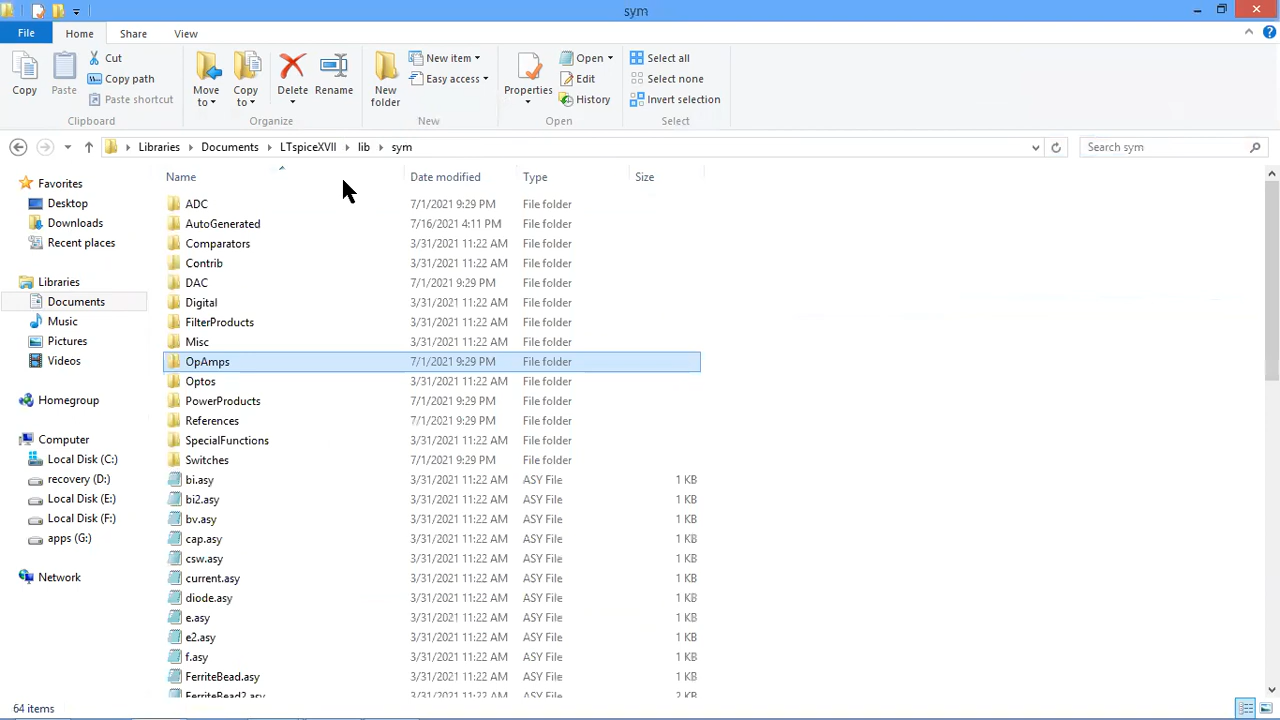 sym
File Home Share View
Copy Paste Cut Copy path Paste shortcut Move to Copy to Delete Rename New folder New item Easy access Properties Open Edit History Select all Select none Invert selection
Clipboard Organize New Open Select
Libraries Documents LTspiceXVII lib sym Search sym
Name Date modified Type Size
Favorites
Desktop
Downloads
Recent places
Libraries
Documents
Music
Pictures
Videos
Homegroup
Computer
Local Disk (C:)
recovery (D:)
Local Disk (E:)
Local Disk (F:)
apps (G:)
Network
ADC 7/1/2021 9:29 PM File folder
AutoGenerated 7/16/2021 4:11 PM File folder
Comparators 3/31/2021 11:22 AM File folder
Contrib 3/31/2021 11:22 AM File folder
DAC 7/1/2021 9:29 PM File folder
Digital 3/31/2021 11:22 AM File folder
FilterProducts 3/31/2021 11:22 AM File folder
Misc 3/31/2021 11:22 AM File folder
OpAmps 7/1/2021 9:29 PM File folder
Optos 3/31/2021 11:22 AM File folder
PowerProducts 7/1/2021 9:29 PM File folder
References 7/1/2021 9:29 PM File folder
SpecialFunctions 3/31/2021 11:22 AM File folder
Switches 7/1/2021 9:29 PM File folder
bi.asy 3/31/2021 11:22 AM ASY File 1 KB
bi2.asy 3/31/2021 11:22 AM ASY File 1 KB
bv.asy 3/31/2021 11:22 AM ASY File 1 KB
cap.asy 3/31/2021 11:22 AM ASY File 1 KB
csw.asy 3/31/2021 11:22 AM ASY File 1 KB
current.asy 3/31/2021 11:22 AM ASY File 1 KB
diode.asy 3/31/2021 11:22 AM ASY File 1 KB
e.asy 3/31/2021 11:22 AM ASY File 1 KB
e2.asy 3/31/2021 11:22 AM ASY File 1 KB
f.asy 3/31/2021 11:22 AM ASY File 1 KB
FerriteBead.asy 3/31/2021 11:22 AM ASY File 1 KB
FerriteBead2.asy 3/31/2021 11:22 AM ASY File 2 KB
64 items